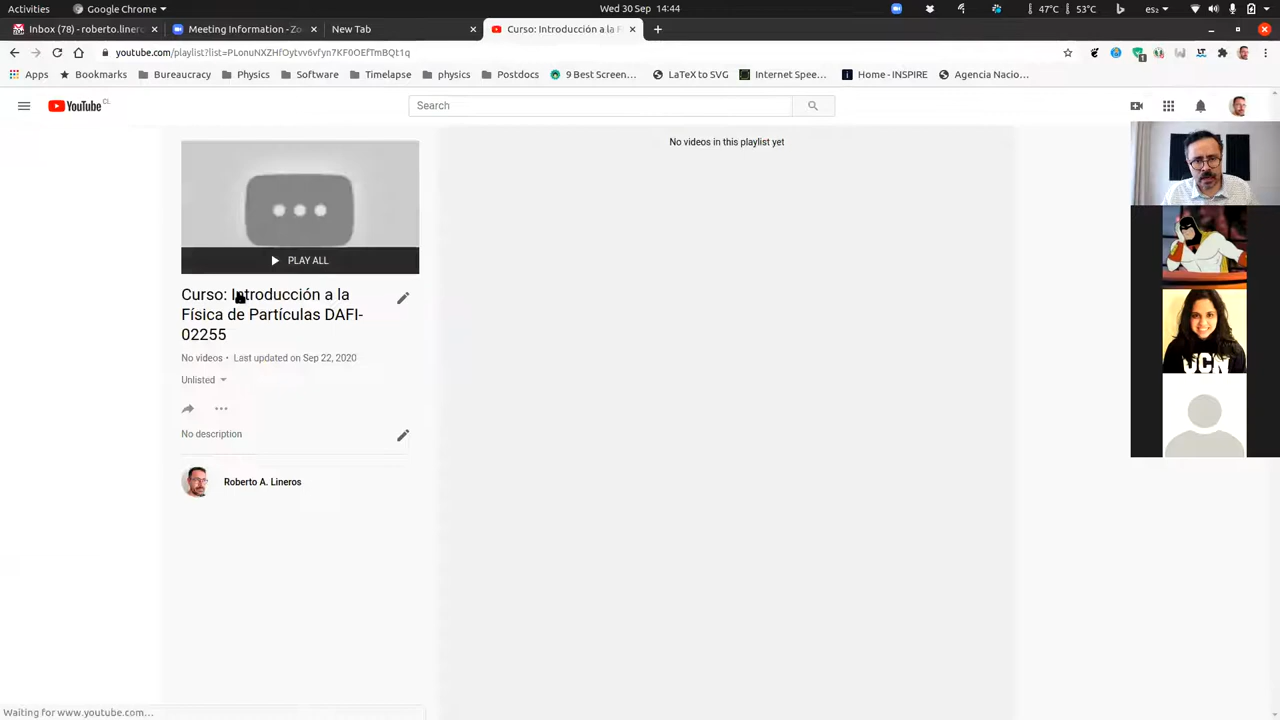 Activities
Google Chrome
Wed 30 Sep 14:44
47°C
53°C
es₂
Inbox (78) - roberto.linero
Meeting Information - Zo
New Tab
Curso: Introducción a la F
youtube.com/playlist?list=PLonuNXZHfOytvv6vfyn7KF0OEfTmBQt1q
Apps
Bookmarks
Bureaucracy
Physics
Software
Timelapse
physics
Postdocs
9 Best Screen...
LaTeX to SVG
Internet Spee...
Home - INSPIRE
Agencia Nacio...
YouTube CL
Search
No videos in this playlist yet
PLAY ALL
Curso: Introducción a la
Física de Partículas DAFI-
02255
No videos • Last updated on Sep 22, 2020
Unlisted
No description
Roberto A. Lineros
UCN
Waiting for www.youtube.com...